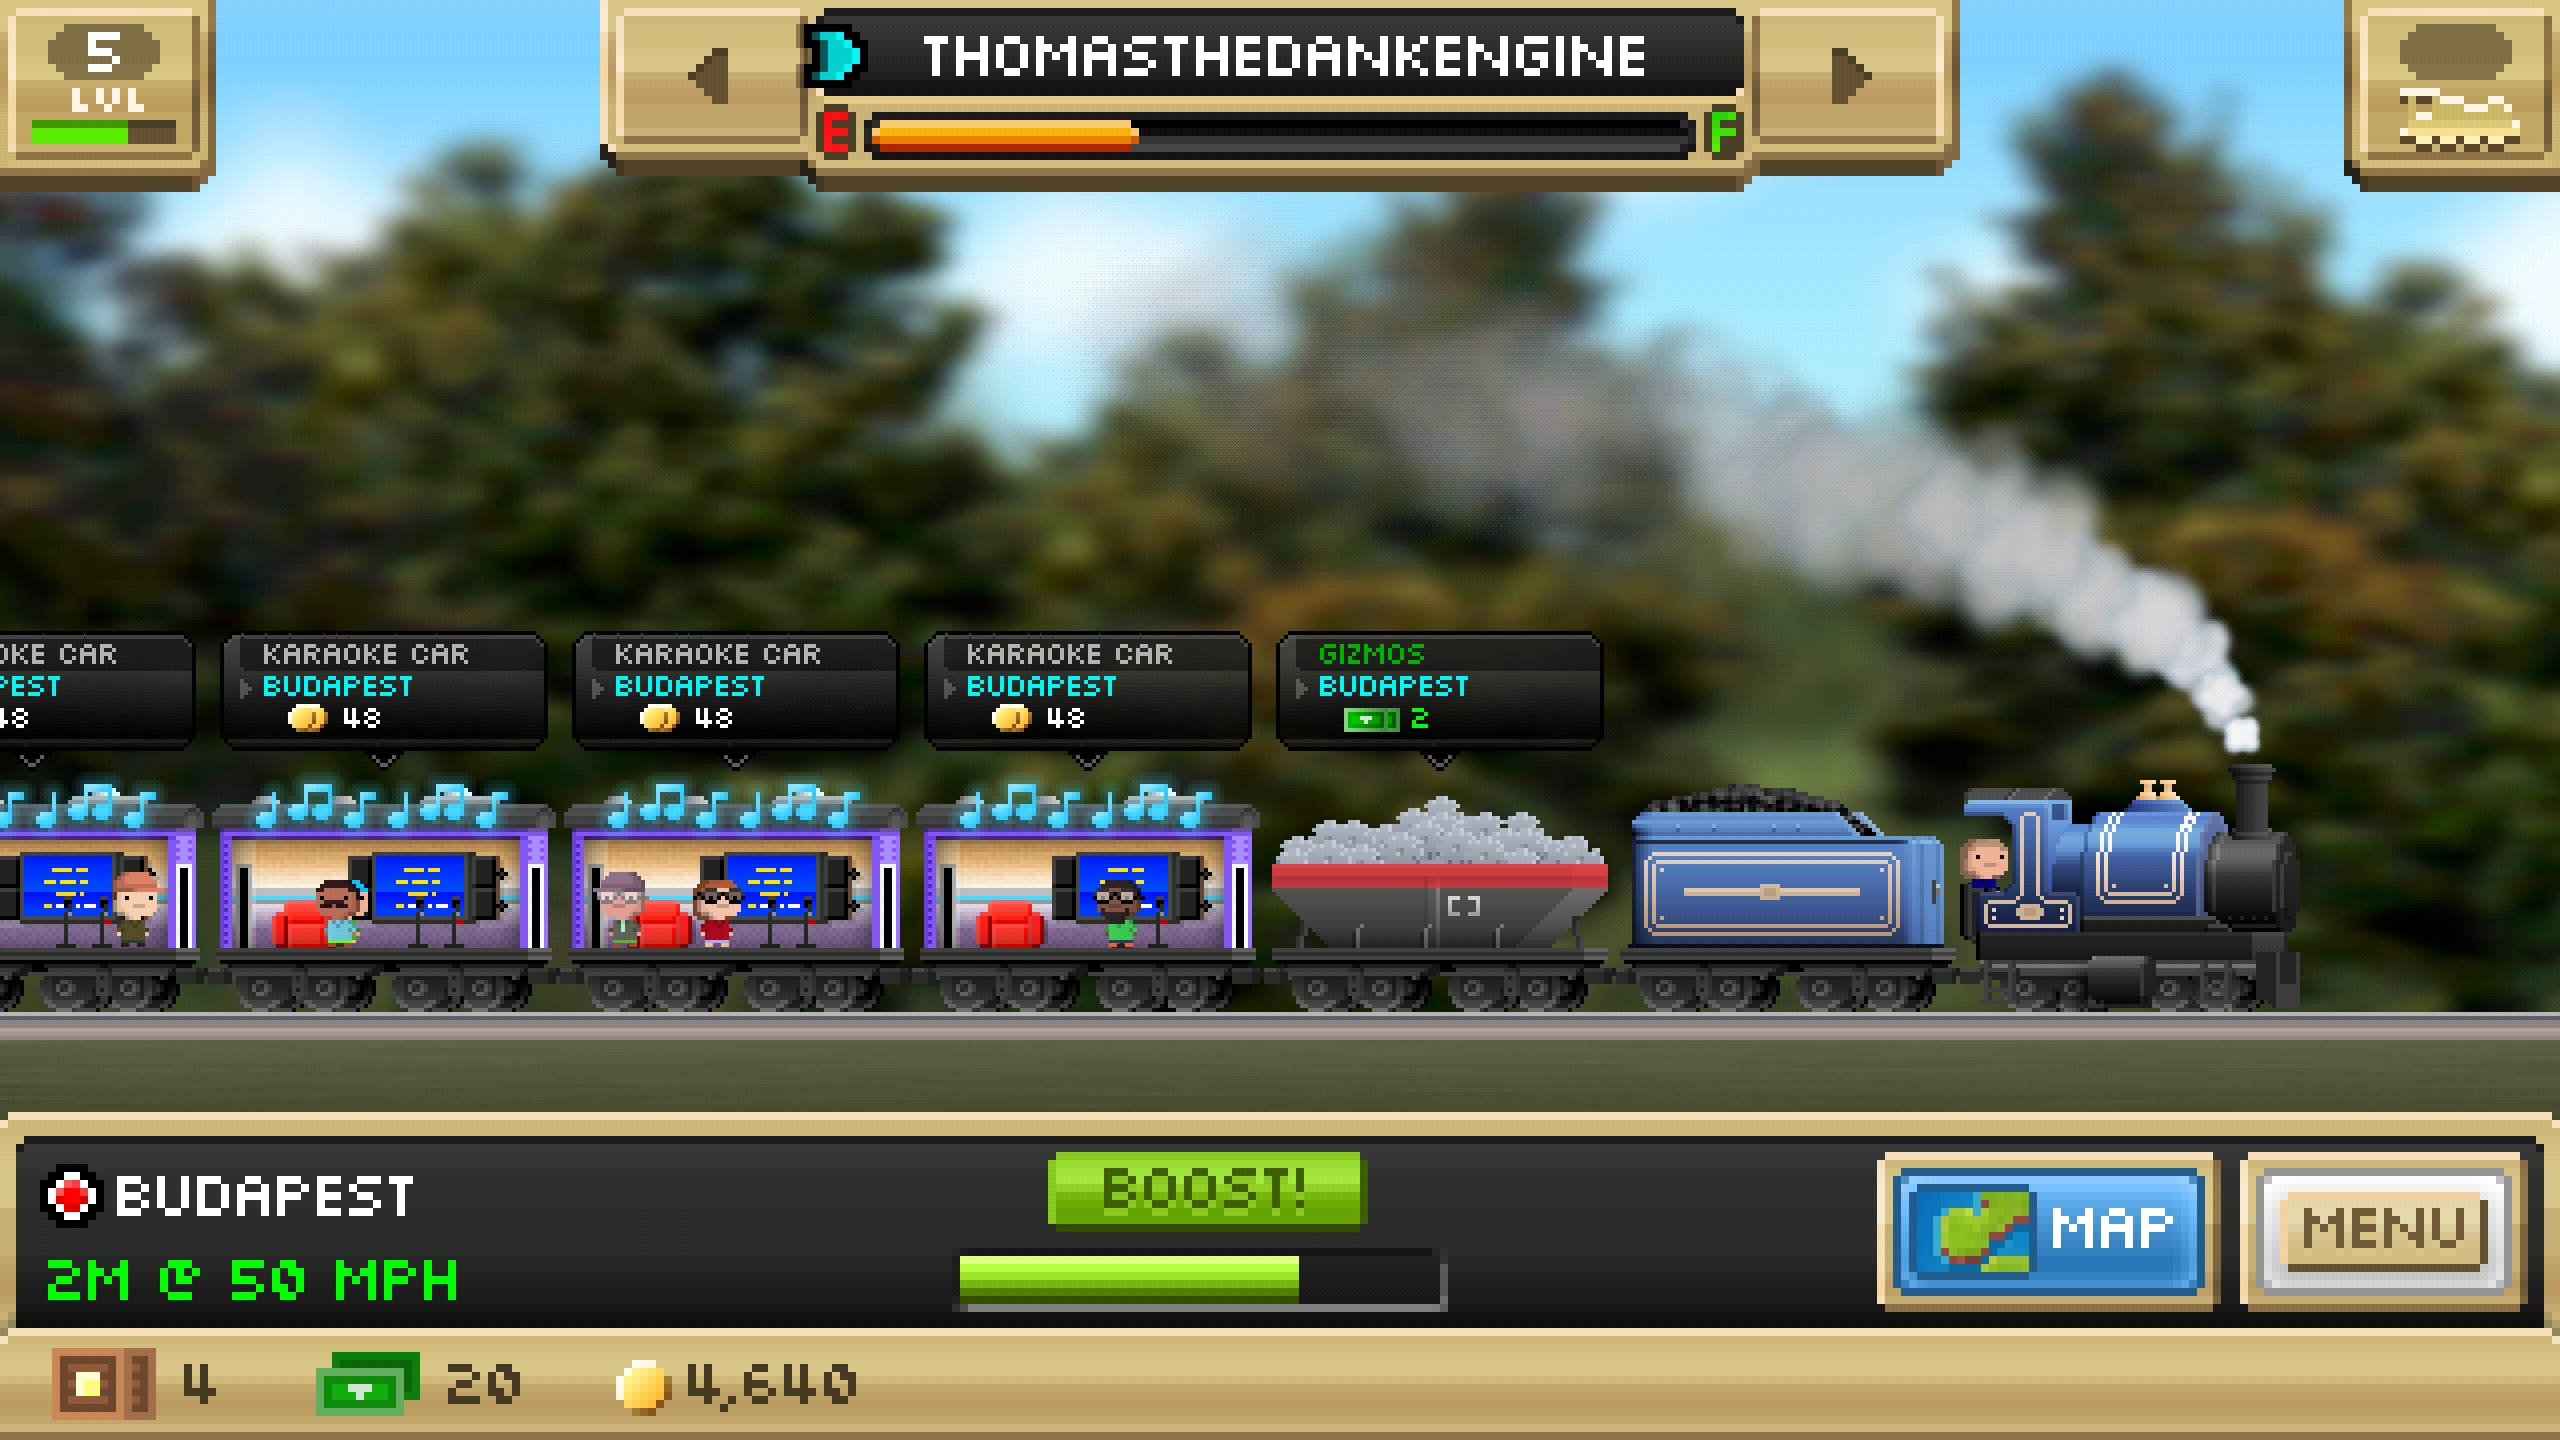 5
LVL
THOMASTHEDANKENGINE
E F
OKE CAR
PEST
48
KARAOKE CAR
BUDAPEST
48
KARAOKE CAR
BUDAPEST
48
KARAOKE CAR
BUDAPEST
48
GIZMOS
BUDAPEST
2
BUDAPEST
2M @ 50 MPH
BOOST!
MAP
MENU
4 20 4,640